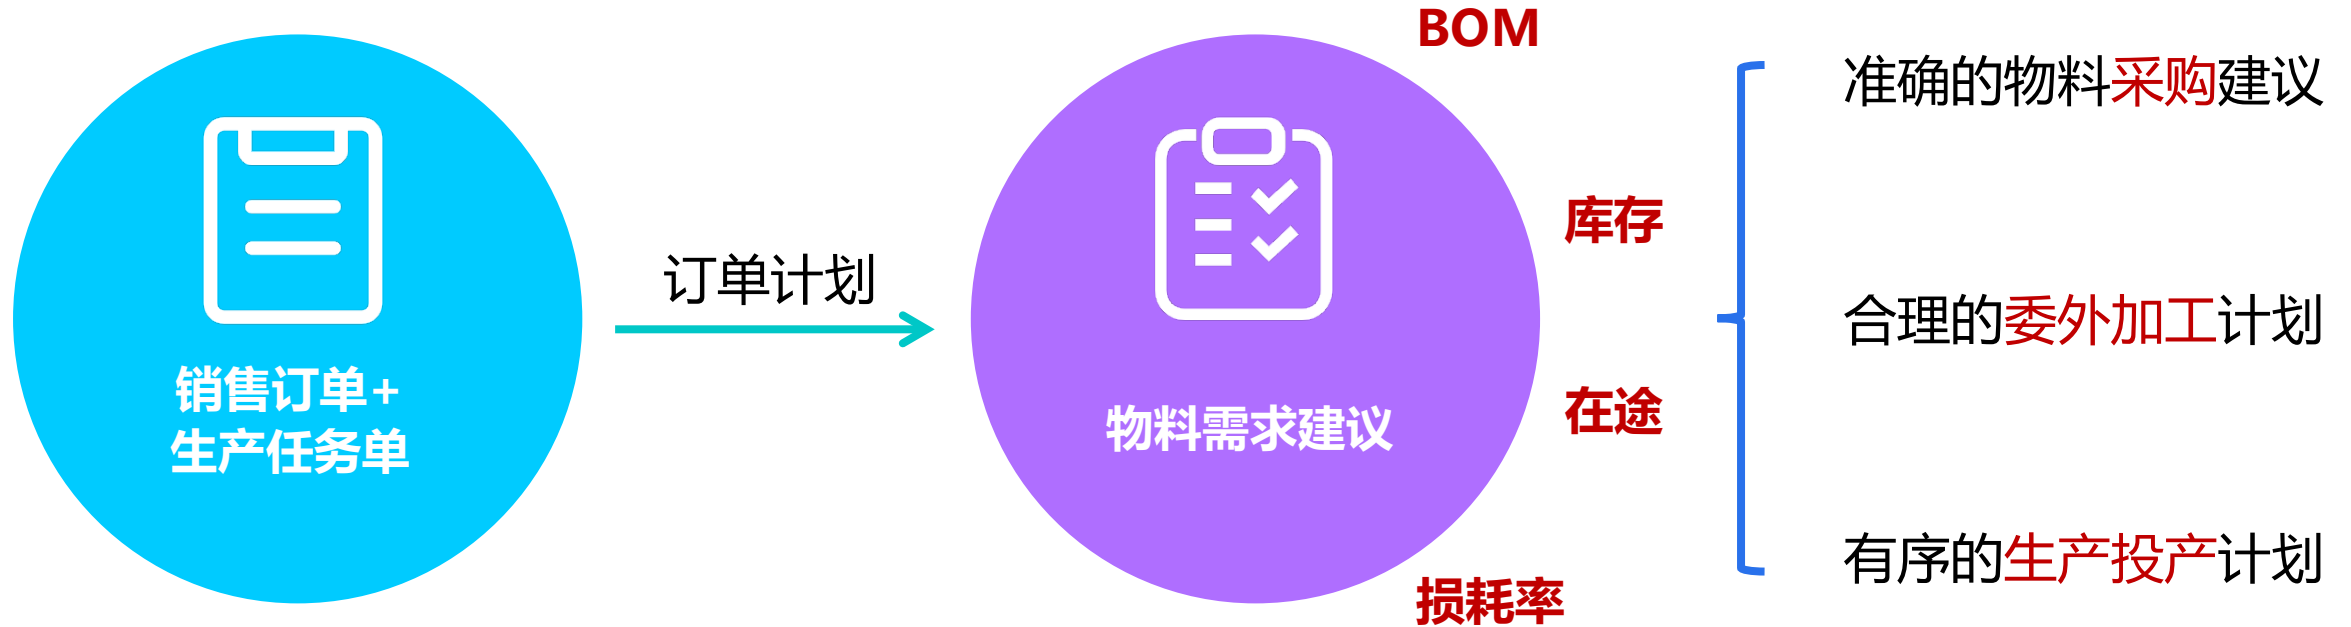 销售订单+
生产任务单
订单计划
物料需求建议
BOM
库存
在途
损耗率
准确的物料采购建议
合理的委外加工计划
有序的生产投产计划